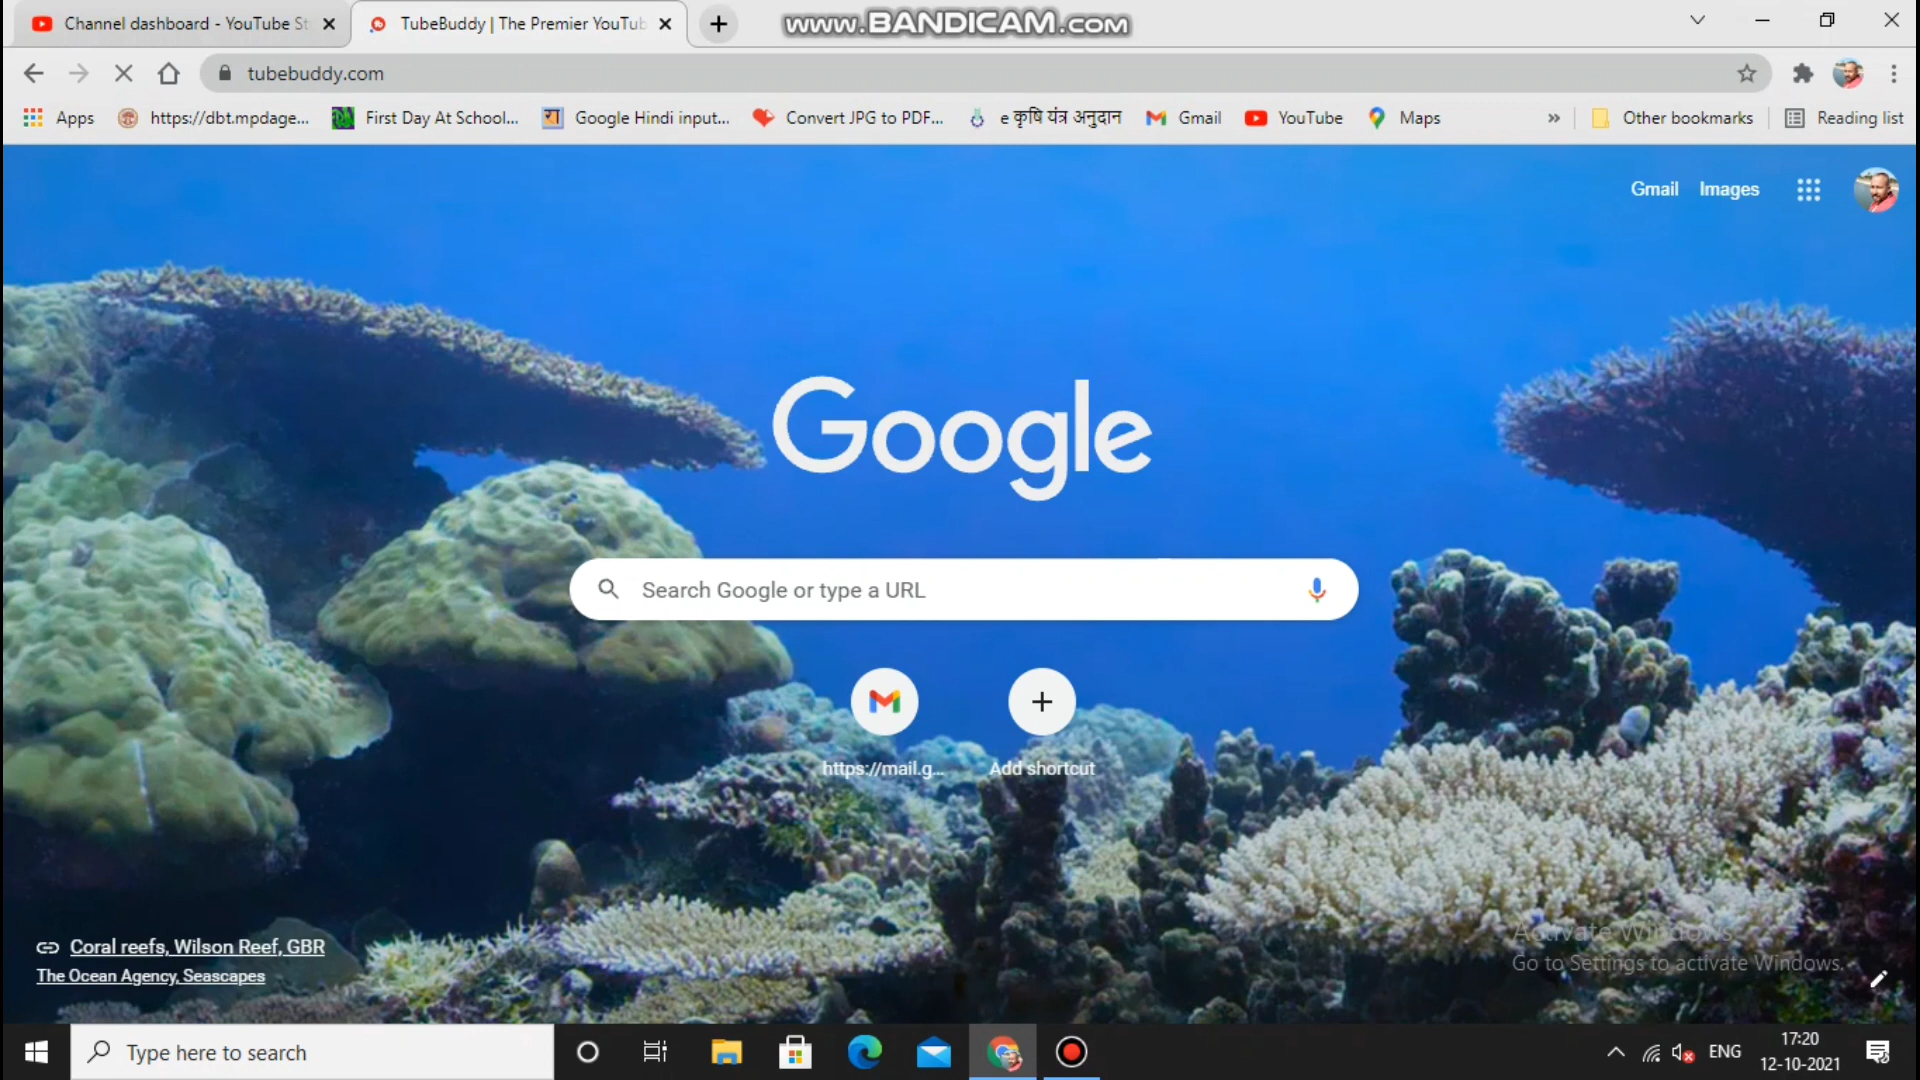 Channel dashboard - YouTube St
TubeBuddy | The Premier YouTub
www.BANDICAM.com
tubebuddy.com
Apps
https://dbt.mpdage...
First Day At School...
Google Hindi input...
Convert JPG to PDF...
e कृषि यंत्र अनुदान
Gmail
YouTube
Maps
Other bookmarks
Reading list
Gmail
Images
Google
Search Google or type a URL
https://mail.g...
Add shortcut
Coral reefs, Wilson Reef, GBR
The Ocean Agency, Seascapes
Activate Windows
Go to Settings to activate Windows.
Type here to search
ENG
17:20
12-10-2021